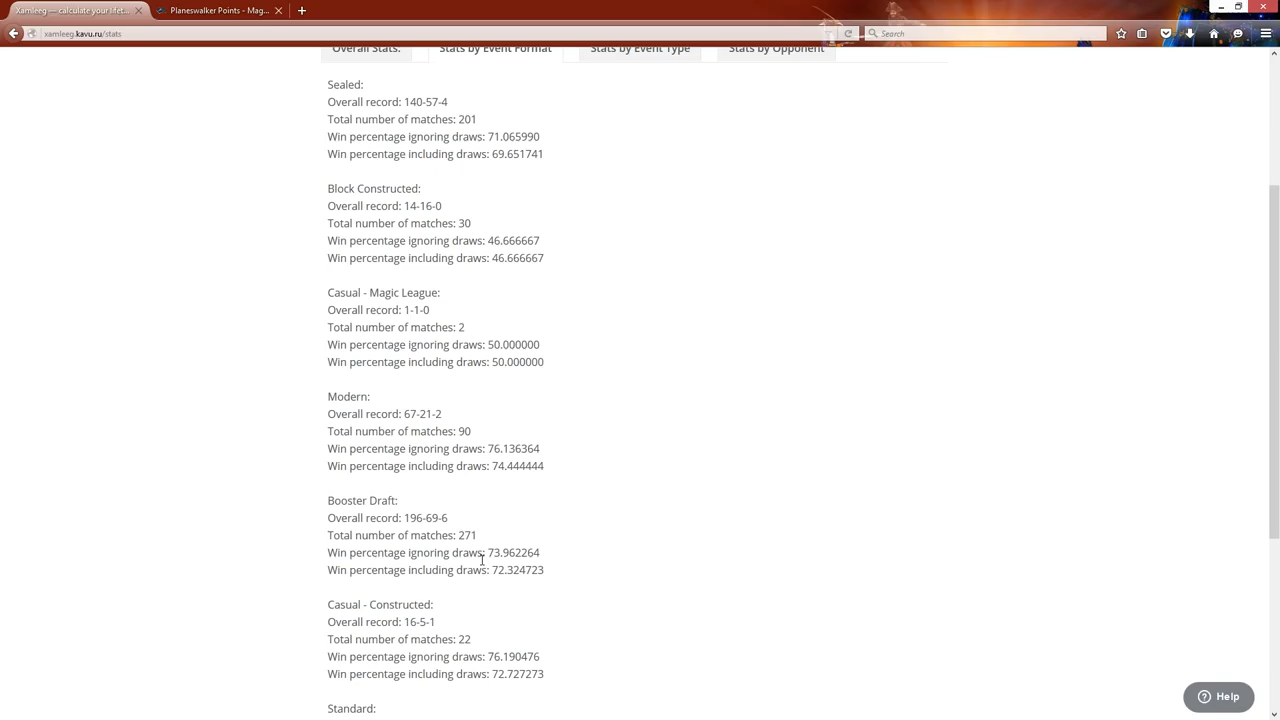 Xamleeg — calculate your lifet...
Planeswalker Points - Mag...
xamleeg.kavu.ru/stats
Search
Overall Stats:
Stats by Event Format
Stats by Event Type
Stats by Opponent
Sealed:
Overall record: 140-57-4
Total number of matches: 201
Win percentage ignoring draws: 71.065990
Win percentage including draws: 69.651741
Block Constructed:
Overall record: 14-16-0
Total number of matches: 30
Win percentage ignoring draws: 46.666667
Win percentage including draws: 46.666667
Casual - Magic League:
Overall record: 1-1-0
Total number of matches: 2
Win percentage ignoring draws: 50.000000
Win percentage including draws: 50.000000
Modern:
Overall record: 67-21-2
Total number of matches: 90
Win percentage ignoring draws: 76.136364
Win percentage including draws: 74.444444
Booster Draft:
Overall record: 196-69-6
Total number of matches: 271
Win percentage ignoring draws: 73.962264
Win percentage including draws: 72.324723
Casual - Constructed:
Overall record: 16-5-1
Total number of matches: 22
Win percentage ignoring draws: 76.190476
Win percentage including draws: 72.727273
Help
Standard: